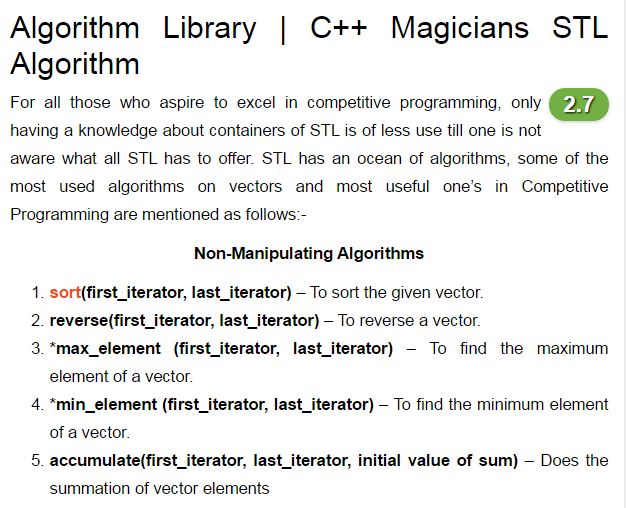 Algorithm Library | C++ Magicians STL
Algorithm
For all those who aspire to excel in competitive programming, only
2.7
having a knowledge about containers of STL is of less use till one is not
aware what all STL has to offer. STL has an ocean of algorithms, some of the
most used algorithms on vectors and most useful one’s in Competitive
Programming are mentioned as follows:-
Non-Manipulating Algorithms
1. sort(first_iterator, last_iterator) – To sort the given vector.
2. reverse(first_iterator, last_iterator) – To reverse a vector.
3. *max_element (first_iterator, last_iterator) – To find the maximum
element of a vector.
4. *min_element (first_iterator, last_iterator) – To find the minimum element
of a vector.
5. accumulate(first_iterator, last_iterator, initial value of sum) – Does the
summation of vector elements